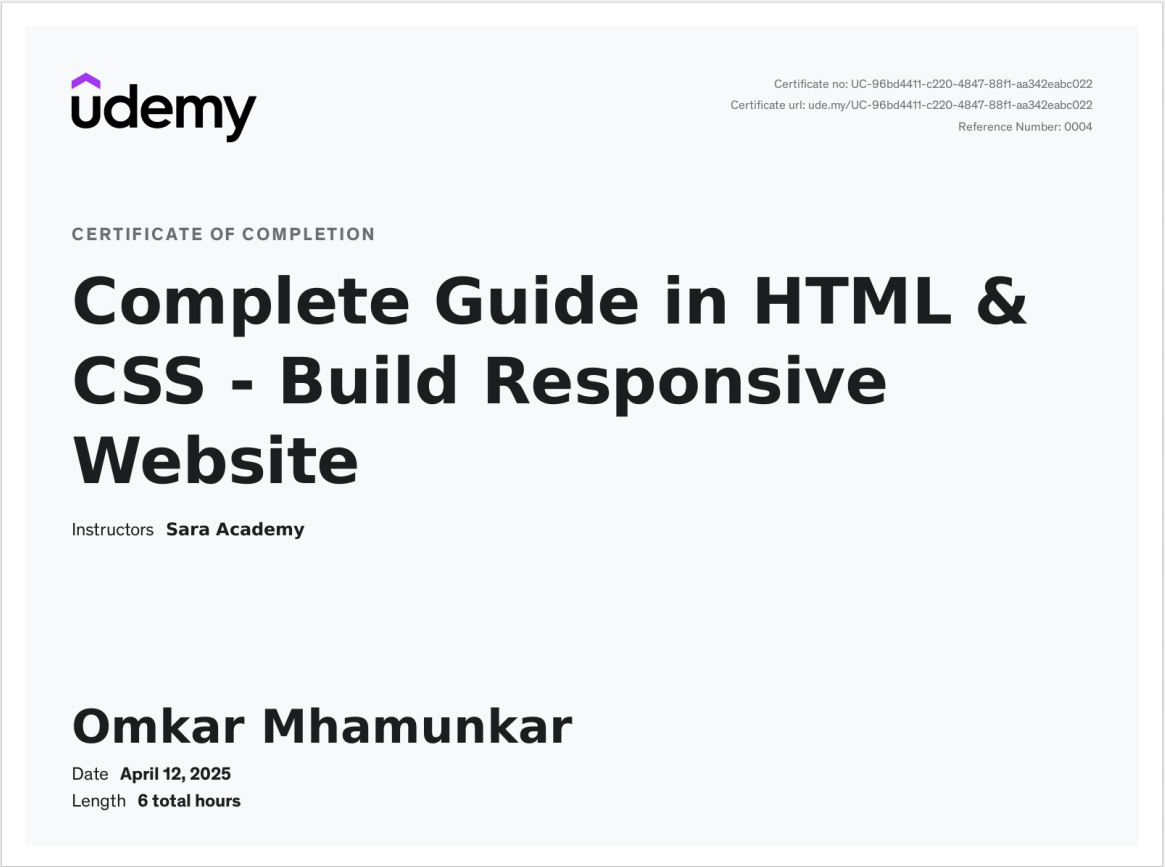 udemy
Certificate no: UC-96bd4411-c220-4847-88f1-aa342eabc022
Certificate url: ude.my/UC-96bd4411-c220-4847-88f1-aa342eabc022
Reference Number: 0004
CERTIFICATE OF COMPLETION
Complete Guide in HTML &
CSS - Build Responsive
Website
Instructors Sara Academy
Omkar Mhamunkar
Date April 12, 2025
Length 6 total hours